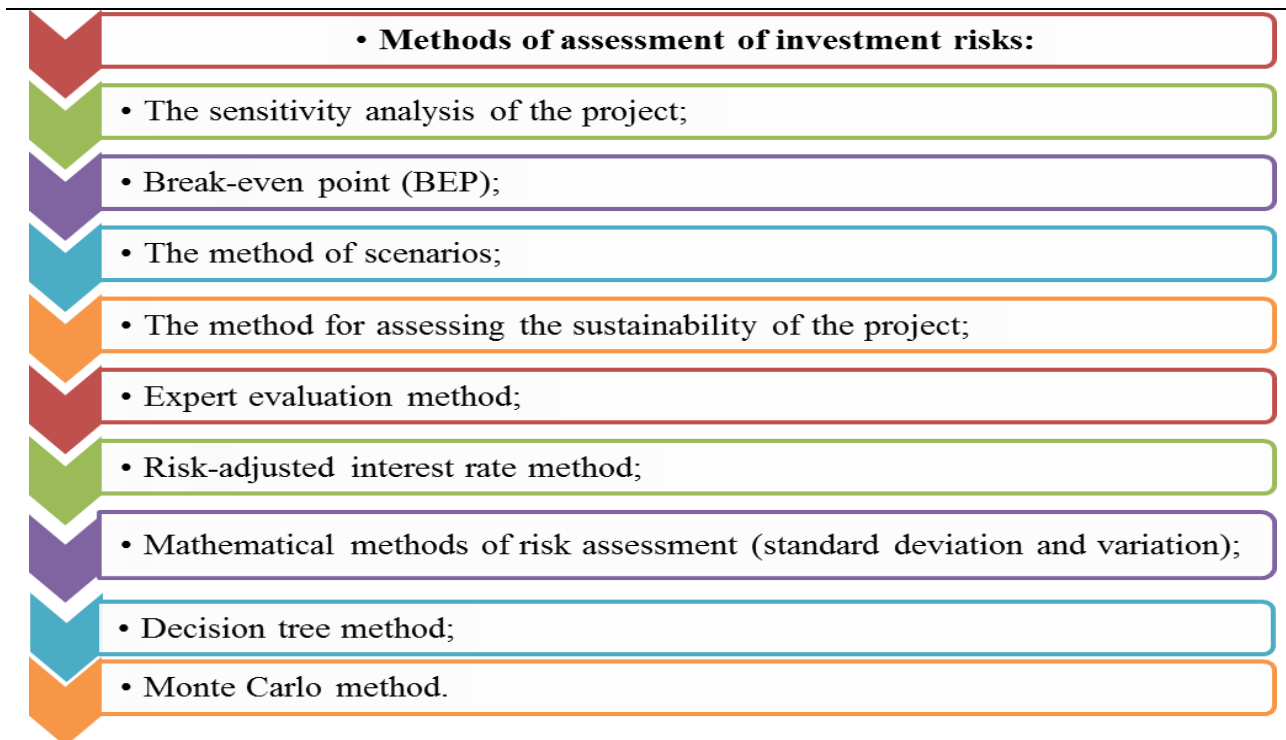 • Methods of assessment of investment risks:
• The sensitivity analysis of the project;
• Break-even point (BEP);
• The method of scenarios;
• The method for assessing the sustainability of the project;
• Expert evaluation method;
• Risk-adjusted interest rate method;
• Mathematical methods of risk assessment (standard deviation and variation);
• Decision tree method;
• Monte Carlo method.